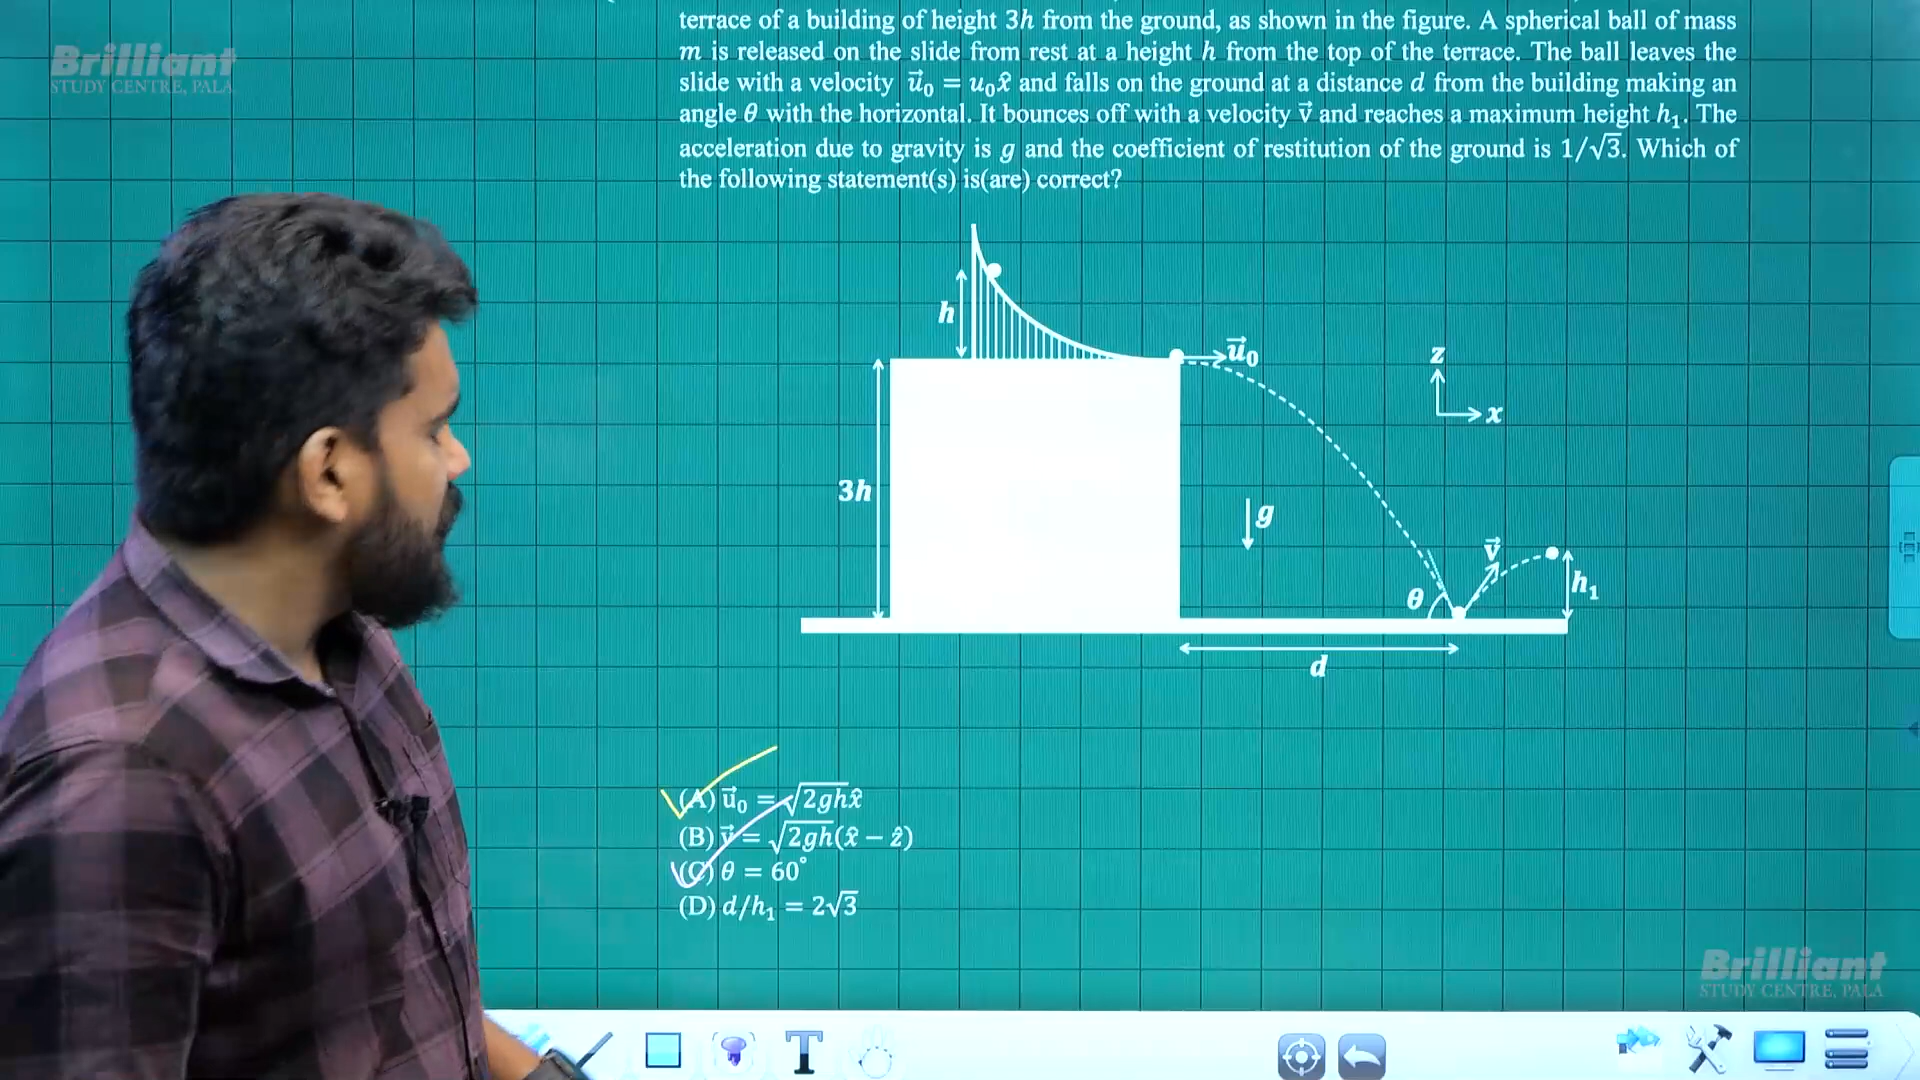 Brilliant
STUDY CENTRE, PALA
terrace of a building of height 3h from the ground, as shown in the figure. A spherical ball of mass
m is released on the slide from rest at a height h from the top of the terrace. The ball leaves the
slide with a velocity u⃗₀ = u₀x̂ and falls on the ground at a distance d from the building making an
angle θ with the horizontal. It bounces off with a velocity v⃗ and reaches a maximum height h₁. The
acceleration due to gravity is g and the coefficient of restitution of the ground is 1/√3. Which of
the following statement(s) is(are) correct?
h
u⃗₀
z
x
3h
g
v⃗
θ
h₁
d
(A) u⃗₀ = √2gh x̂
(B) v⃗ = √2gh(x̂ − ẑ)
(C) θ = 60°
(D) d/h₁ = 2√3
Brilliant
STUDY CENTRE, PALA
T